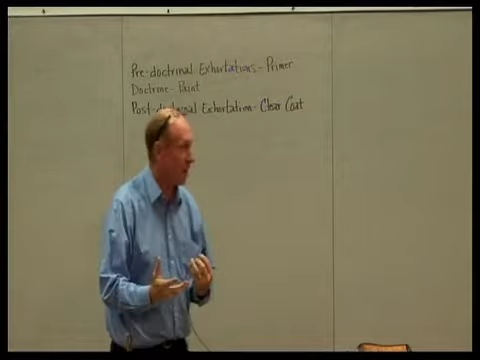 Pre-doctrinal Exhortations - Primer
Doctrine - Paint
Post-doctrinal Exhortation - Clear Coat